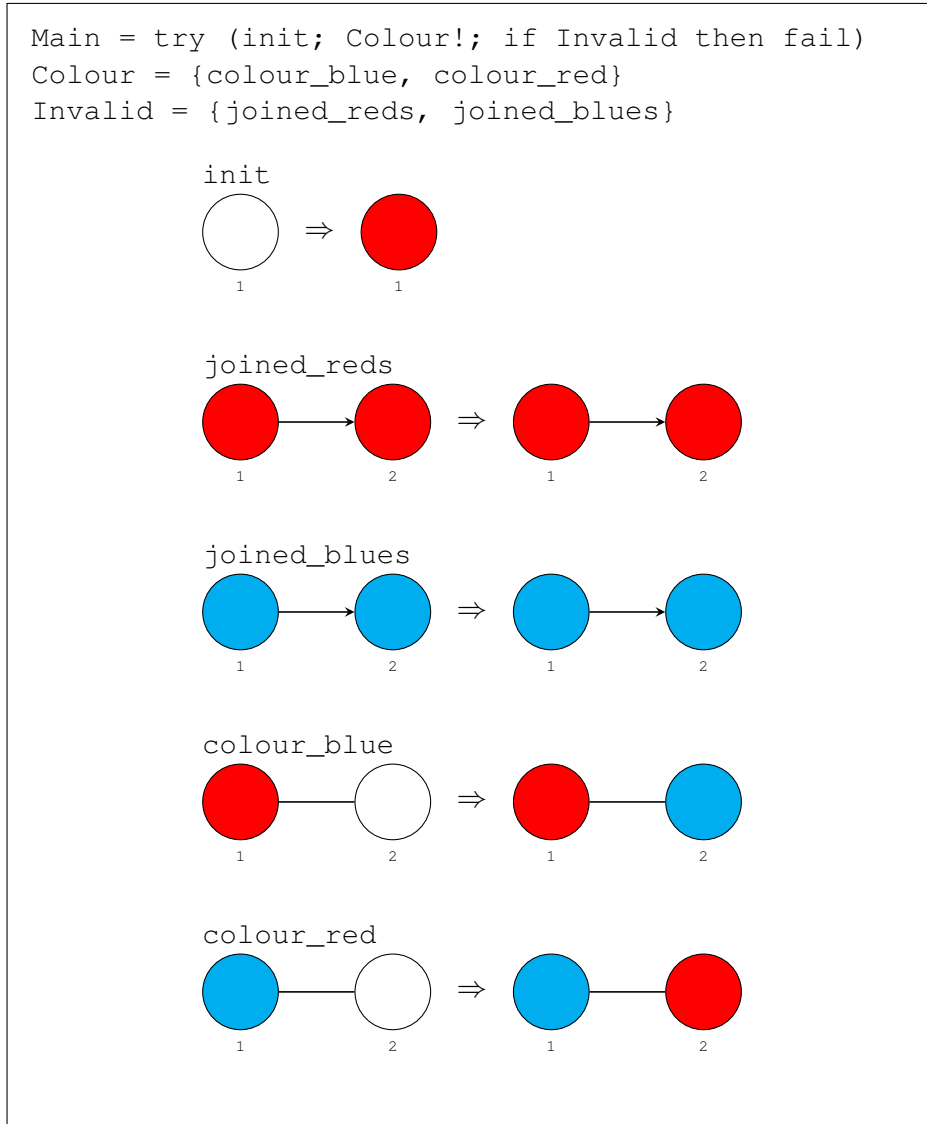 Main = try (init; Colour!; if Invalid then fail)
Colour = {colour_blue, colour_red}
Invalid = {joined_reds, joined_blues}
init
⇒
1 1
joined_reds
⇒
1 2 1 2
joined_blues
⇒
1 2 1 2
colour_blue
⇒
1 2 1 2
colour_red
⇒
1 2 1 2